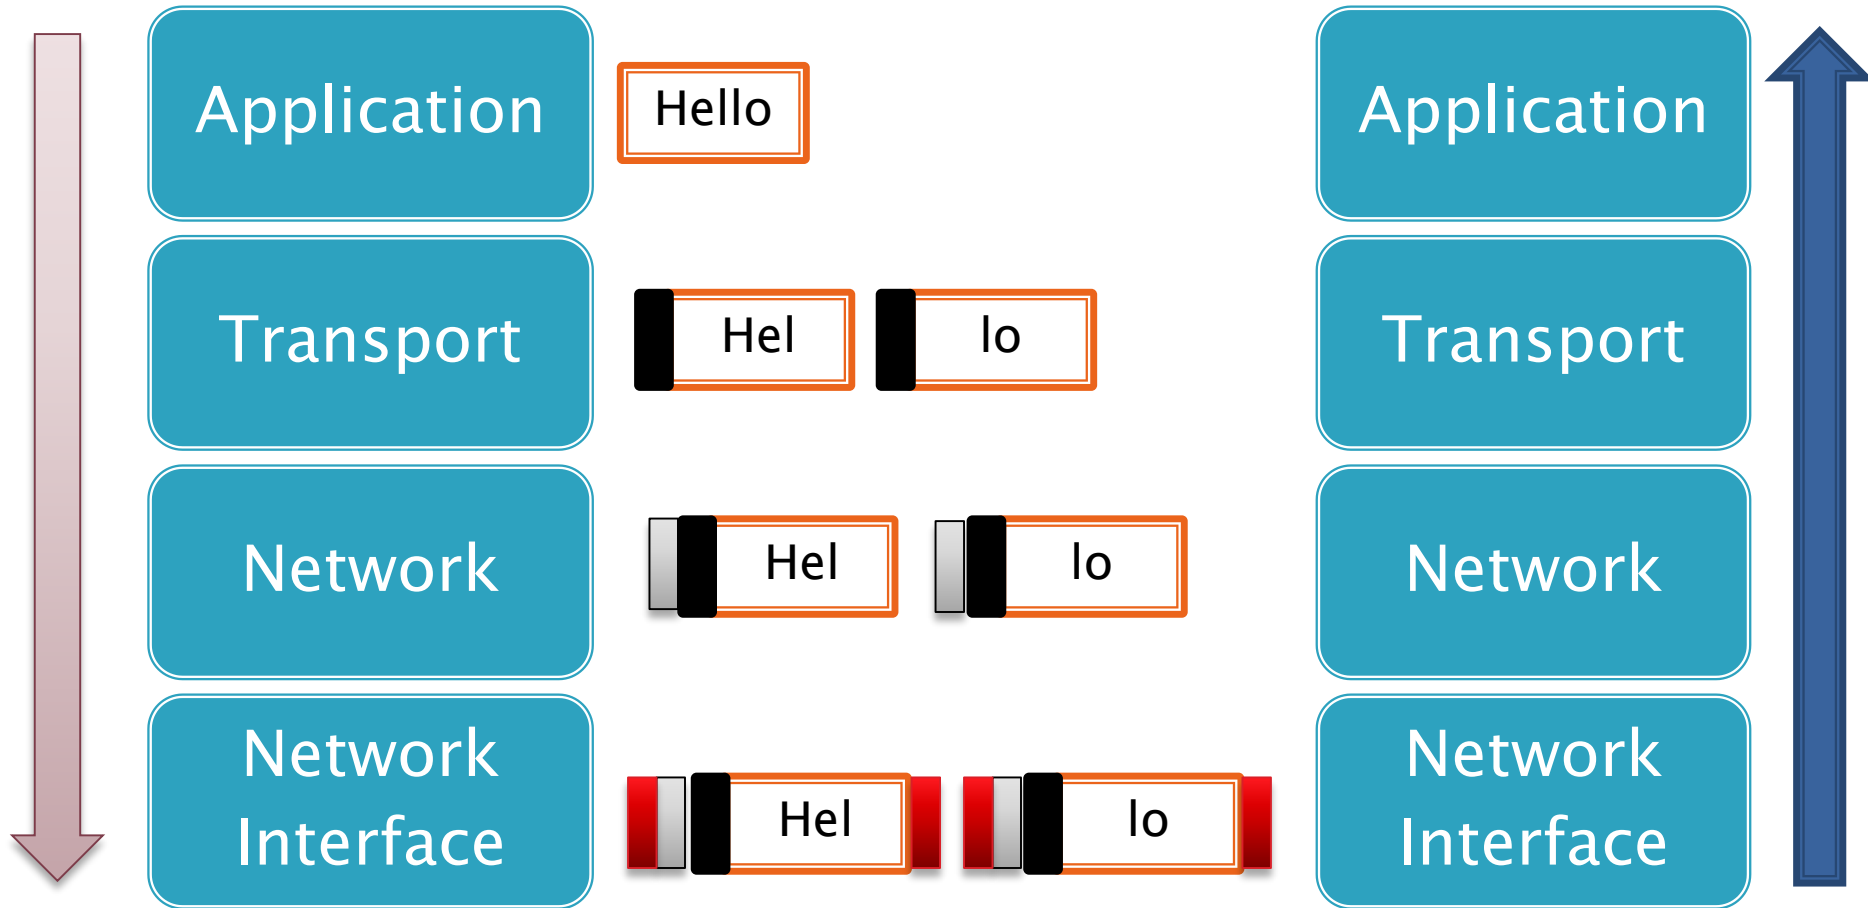 Application
Hello
Application
Transport
Hel
lo
Transport
Network
Hel
lo
Network
Network
Interface
Hel
lo
Network
Interface